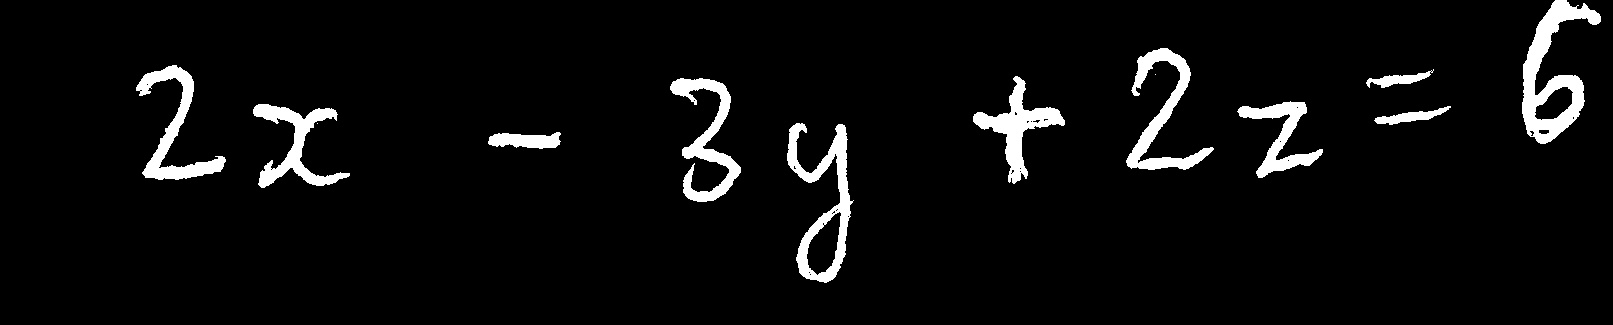 2x - 3y + 2z = 6